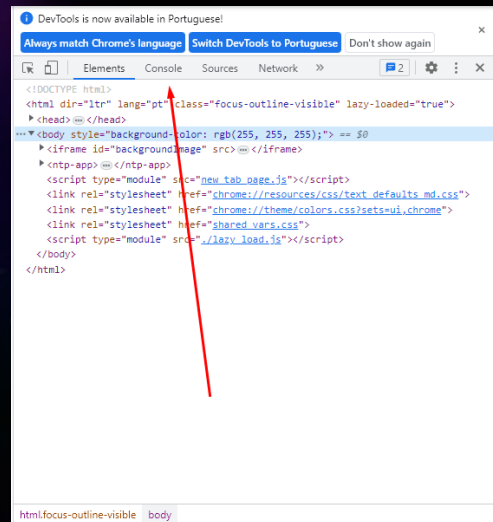 DevTools is now available in Portuguese!
Always match Chrome's language Switch DevTools to Portuguese Don't show again
Elements Console Sources Network » 2
<!DOCTYPE html>
<html dir="ltr" lang="pt" class="focus-outline-visible" lazy-loaded="true">
<head> … </head>
<body style="background-color: rgb(255, 255, 255);"> == $0
<iframe id="backgroundImage" src> … </iframe>
<ntp-app> … </ntp-app>
<script type="module" src="new_tab_page.js"></script>
<link rel="stylesheet" href="chrome://resources/css/text_defaults_md.css">
<link rel="stylesheet" href="chrome://theme/colors.css?sets=ui,chrome">
<link rel="stylesheet" href="shared_vars.css">
<script type="module" src="./lazy_load.js"></script>
</body>
</html>
html.focus-outline-visible body